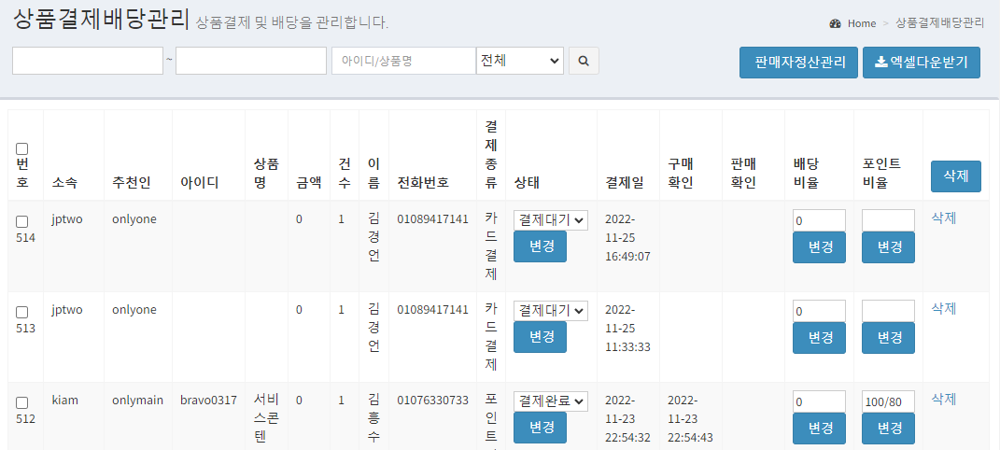 상품결제배당관리 상품결제 및 배당을 관리합니다.
Home > 상품결제배당관리
~ 아이디/상품명 전체 판매자정산관리 엑셀다운받기
번호 소속 추천인 아이디 상품명 금액 건수 이름 전화번호 결제종류 상태 결제일 구매확인 판매확인 배당비율 포인트비율 삭제
514 jptwo onlyone 0 1 김경언 01089417141 카드결제 결제대기 변경 2022-11-25 16:49:07 0 변경 변경 삭제
513 jptwo onlyone 0 1 김경언 01089417141 카드결제 결제대기 변경 2022-11-25 11:33:33 0 변경 변경 삭제
512 kiam onlymain bravo0317 서비스콘텐 0 1 김흥수 01076330733 포인트 결제완료 변경 2022-11-23 22:54:32 2022-11-23 22:54:43 0 변경 100/80 변경 삭제